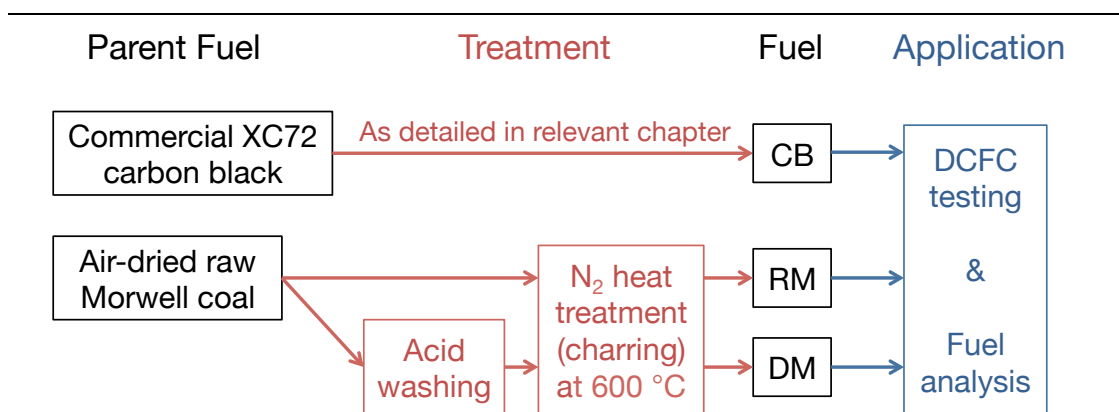 Parent Fuel
Treatment
Fuel
Application
Commercial XC72
carbon black
As detailed in relevant chapter
CB
DCFC
testing
&
Fuel
analysis
Air-dried raw
Morwell coal
N₂ heat
treatment
(charring)
at 600 °C
RM
Acid
washing
DM